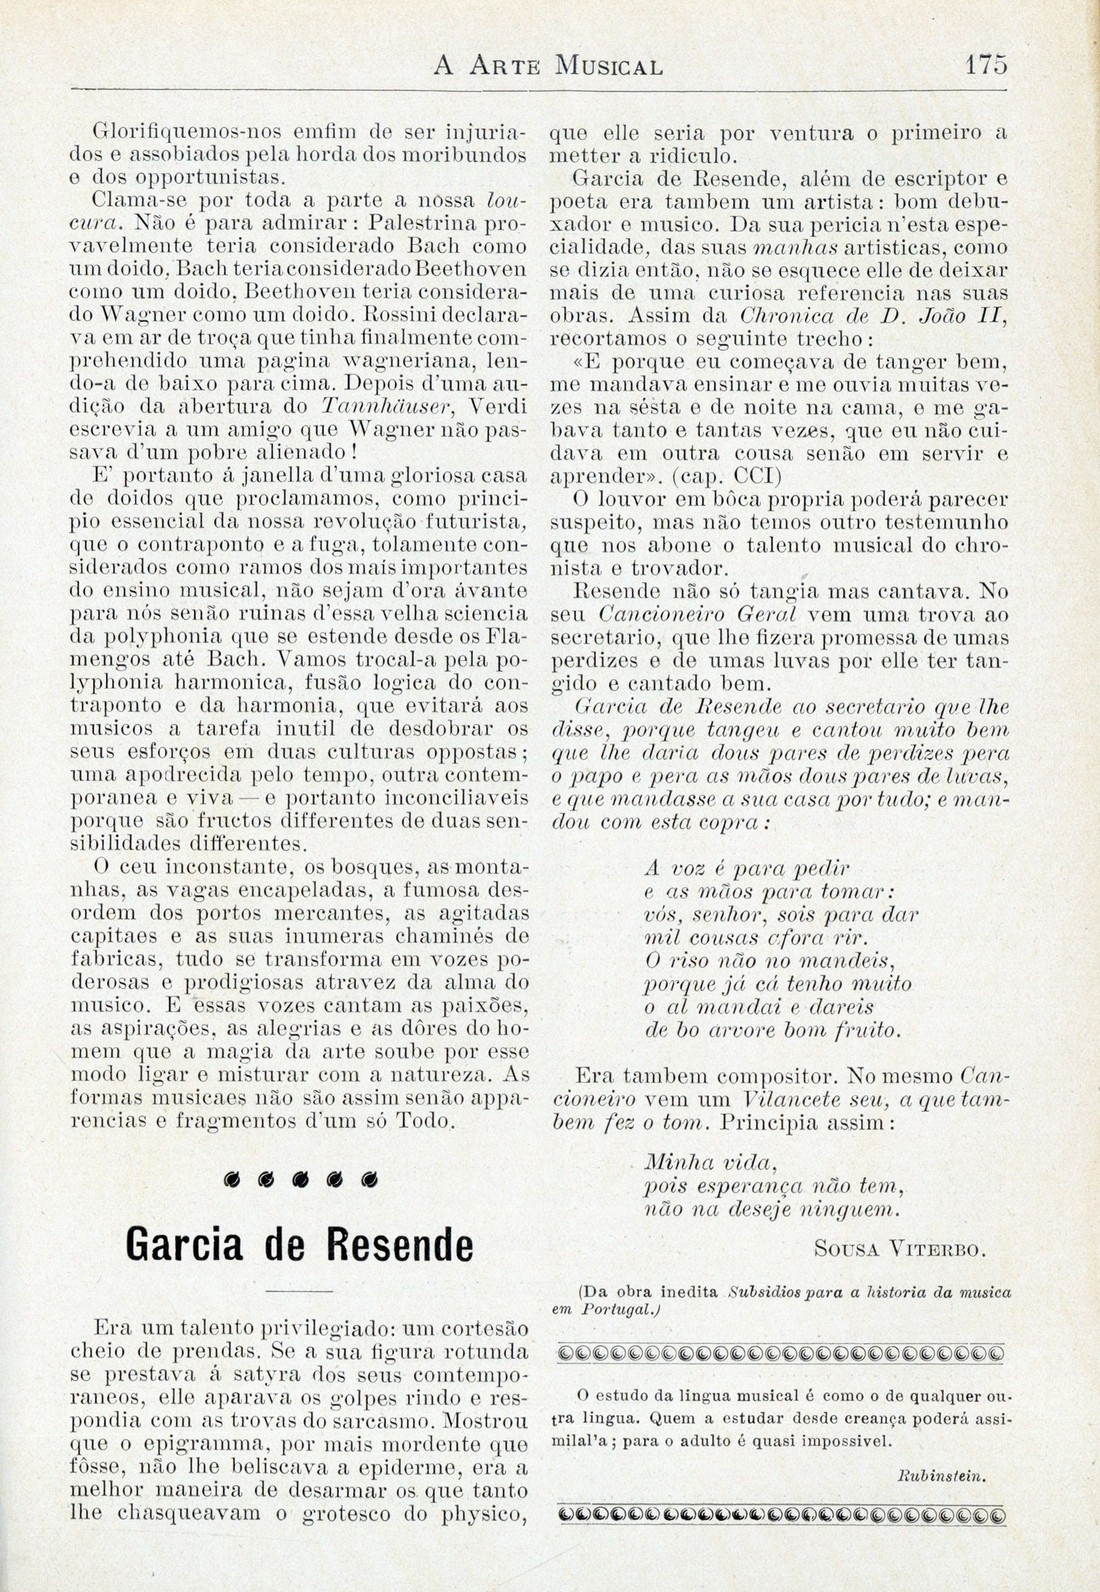 A Arte Musical
175
Glorifiquemos-nos emfim de ser injuria-
dos e assobiados pela horda dos moribundos
e dos opportunistas.
Clama-se por toda a parte a nossa lou-
cura. Não é para admirar: Palestrina pro-
vavelmente teria considerado Bach como
um doido, Bach teria considerado Beethoven
como um doido, Beethoven teria considera-
do Wagner como um doido. Rossini declara-
va em ar de troça que tinha finalmente com-
prehendido uma pagina wagneriana, len-
do-a de baixo para cima. Depois d'uma au-
dição da abertura do Tannhäuser, Verdi
escrevia a um amigo que Wagner não pas-
sava d'um pobre alienado!
E' portanto á janella d'uma gloriosa casa
de doidos que proclamamos, como princi-
pio essencial da nossa revolução futurista,
que o contraponto e a fuga, tolamente con-
siderados como ramos dos mais importantes
do ensino musical, não sejam d'ora ávante
para nós senão ruinas d'essa velha sciencia
da polyphonia que se estende desde os Fla-
mengos até Bach. Vamos trocal-a pela po-
lyphonia harmonica, fusão logica do con-
traponto e da harmonia, que evitará aos
musicos a tarefa inutil de desdobrar os
seus esforços em duas culturas oppostas;
uma apodrecida pelo tempo, outra contem-
poranea e viva — e portanto inconciliaveis
porque são fructos differentes de duas sen-
sibilidades differentes.
O ceu inconstante, os bosques, as monta-
nhas, as vagas encapeladas, a fumosa des-
ordem dos portos mercantes, as agitadas
capitaes e as suas inumeras chaminés de
fabricas, tudo se transforma em vozes po-
derosas e prodigiosas atravez da alma do
musico. E essas vozes cantam as paixões,
as aspirações, as alegrias e as dôres do ho-
mem que a magia da arte soube por esse
modo ligar e misturar com a natureza. As
formas musicaes não são assim senão appa-
rencias e fragmentos d'um só Todo.
Garcia de Resende
Era um talento privilegiado: um cortesão
cheio de prendas. Se a sua figura rotunda
se prestava á satyra dos seus comtempo-
raneos, elle aparava os golpes rindo e res-
pondia com as trovas do sarcasmo. Mostrou
que o epigramma, por mais mordente que
fôsse, não lhe beliscava a epiderme, era a
melhor maneira de desarmar os que tanto
lhe chasqueavam o grotesco do physico,
que elle seria por ventura o primeiro a
metter a ridiculo.
Garcia de Resende, além de escriptor e
poeta era tambem um artista: bom debu-
xador e musico. Da sua pericia n'esta espe-
cialidade, das suas manhas artisticas, como
se dizia então, não se esquece elle de deixar
mais de uma curiosa referencia nas suas
obras. Assim da Chronica de D. João II,
recortamos o seguinte trecho:
«E porque eu começava de tanger bem,
me mandava ensinar e me ouvia muitas ve-
zes na sésta e de noite na cama, e me ga-
bava tanto e tantas vezes, que eu não cui-
dava em outra cousa senão em servir e
aprender». (cap. CCI)
O louvor em bôca propria poderá parecer
suspeito, mas não temos outro testemunho
que nos abone o talento musical do chro-
nista e trovador.
Resende não só tangia mas cantava. No
seu Cancioneiro Geral vem uma trova ao
secretario, que lhe fizera promessa de umas
perdizes e de umas luvas por elle ter tan-
gido e cantado bem.
Garcia de Resende ao secretario que lhe
disse, porque tangeu e cantou muito bem
que lhe daria dous pares de perdizes pera
o papo e pera as mãos dous pares de luvas,
e que mandasse a sua casa por tudo; e man-
dou com esta copra:
A voz é para pedir
e as mãos para tomar:
vós, senhor, sois para dar
mil cousas afora rir.
O riso não no mandeis,
porque já cá tenho muito
o al mandai e dareis
de bo arvore bom fruito.
Era tambem compositor. No mesmo Can-
cioneiro vem um Vilancete seu, a que tam-
bem fez o tom. Principia assim:
Minha vida,
pois esperança não tem,
não na deseje ninguem.
Sousa Viterbo.
(Da obra inedita Subsidios para a historia da musica
em Portugal.)
O estudo da lingua musical é como o de qualquer ou-
tra lingua. Quem a estudar desde creança poderá assi-
milal'a; para o adulto é quasi impossivel.
Rubinstein.